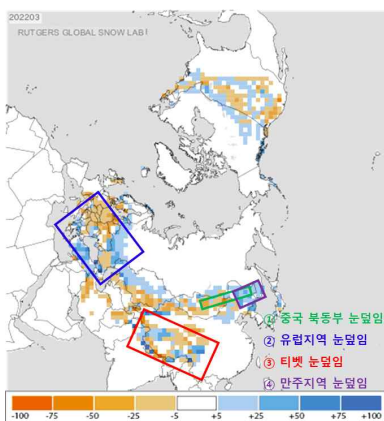 202203
RUTGERS GLOBAL SNOW LAB
① 중국 북동부 눈덮임
② 유럽지역 눈덮임
③ 티벳 눈덮임
④ 만주지역 눈덮임
-100 -75 -50 -25 -5 +5 +25 +50 +75 +100